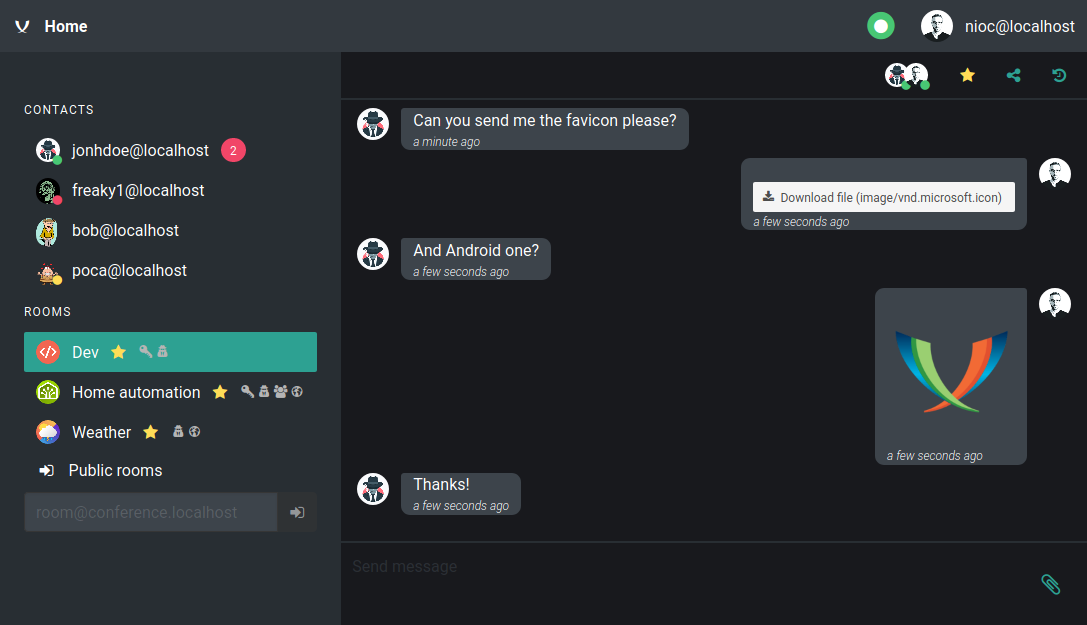 Home
nioc@localhost
CONTACTS
jonhdoe@localhost 2
freaky1@localhost
bob@localhost
poca@localhost
ROOMS
Dev
Home automation
Weather
Public rooms
room@conference.localhost
Can you send me the favicon please?
a minute ago
Download file (image/vnd.microsoft.icon)
a few seconds ago
And Android one?
a few seconds ago
a few seconds ago
Thanks!
a few seconds ago
Send message